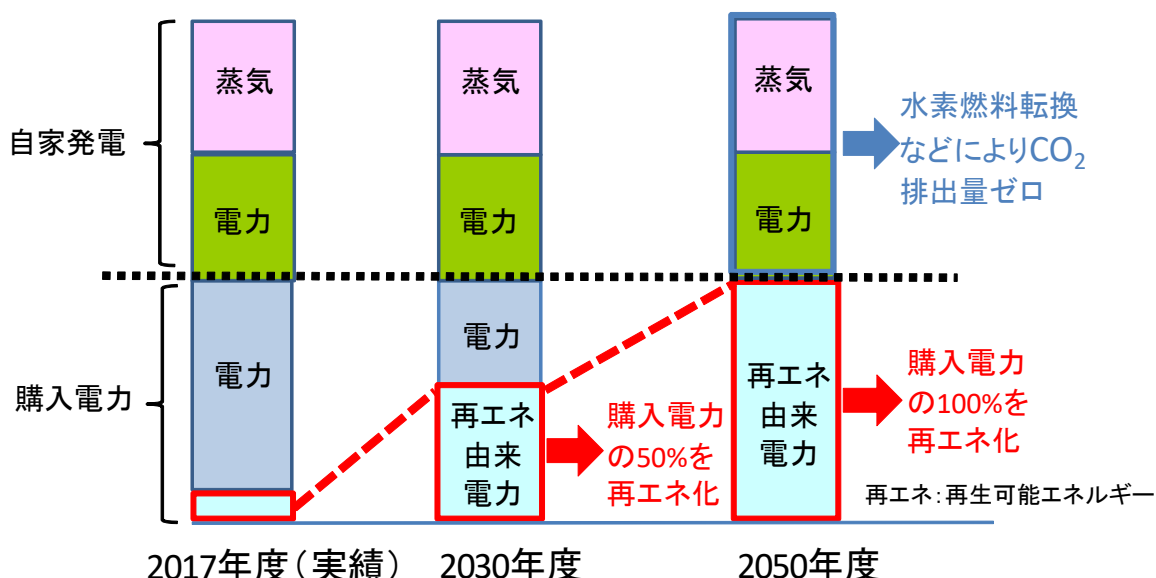 自家発電
購入電力
蒸気
電力
電力
2017年度（実績）
蒸気
電力
電力
再エネ
由来
電力
購入電力
の50%を
再エネ化
2030年度
蒸気
電力
再エネ
由来
電力
水素燃料転換
などによりCO₂
排出量ゼロ
購入電力
の100%を
再エネ化
再エネ：再生可能エネルギー
2050年度